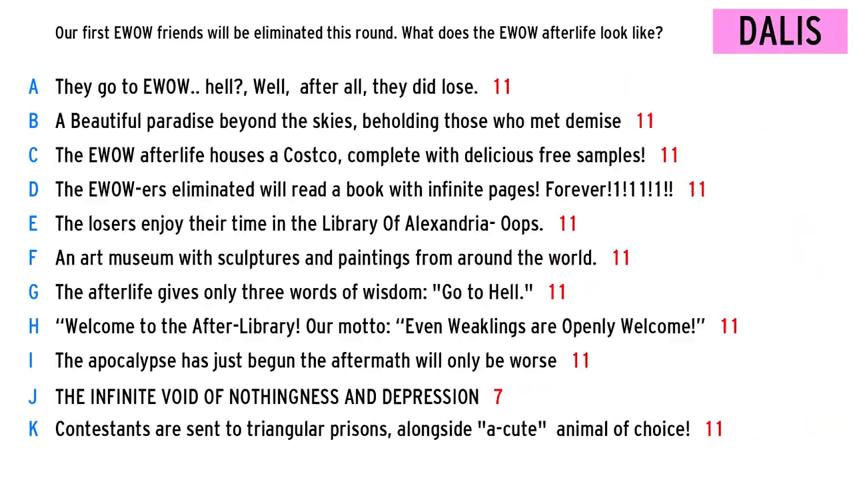 Our first EWOW friends will be eliminated this round. What does the EWOW afterlife look like?
DALIS
A They go to EWOW.. hell?, Well, after all, they did lose. 11
B A Beautiful paradise beyond the skies, beholding those who met demise 11
C The EWOW afterlife houses a Costco, complete with delicious free samples! 11
D The EWOW-ers eliminated will read a book with infinite pages! Forever!1!11!1!! 11
E The losers enjoy their time in the Library Of Alexandria- Oops. 11
F An art museum with sculptures and paintings from around the world. 11
G The afterlife gives only three words of wisdom: "Go to Hell." 11
H “Welcome to the After-Library! Our motto: “Even Weaklings are Openly Welcome!” 11
I The apocalypse has just begun the aftermath will only be worse 11
J THE INFINITE VOID OF NOTHINGNESS AND DEPRESSION 7
K Contestants are sent to triangular prisons, alongside "a-cute" animal of choice! 11